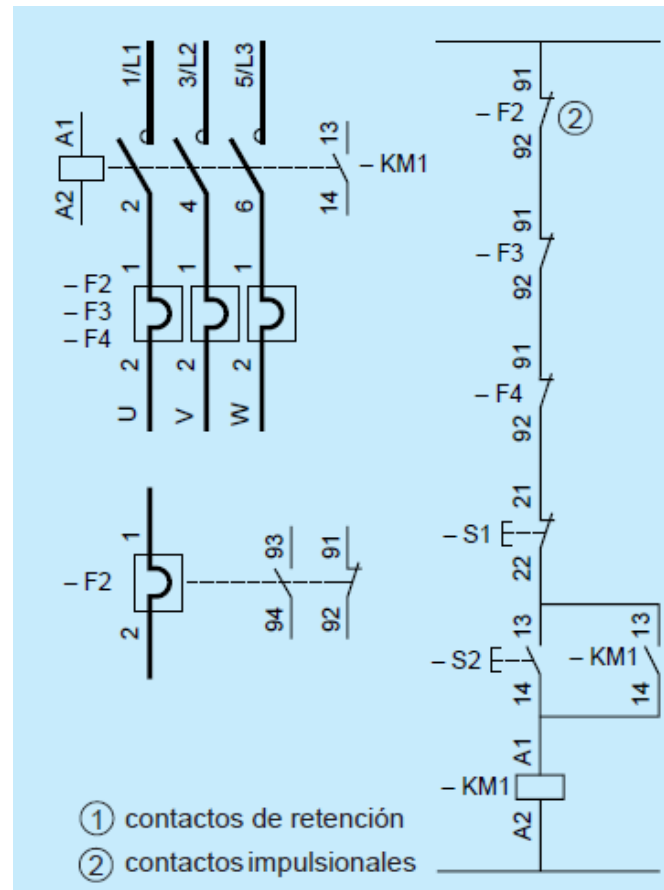 1/L1
3/L2
5/L3
A1
A2
13
14
– KM1
2
4
6
– F2
– F3
– F4
1
1
1
2
2
2
U
V
W
– F2
1
2
93
94
91
92
91
– F2
92
2
91
– F3
92
91
– F4
92
21
– S1
22
13
– S2
14
13
– KM1
14
A1
– KM1
A2
1 contactos de retención
2 contactos impulsionales